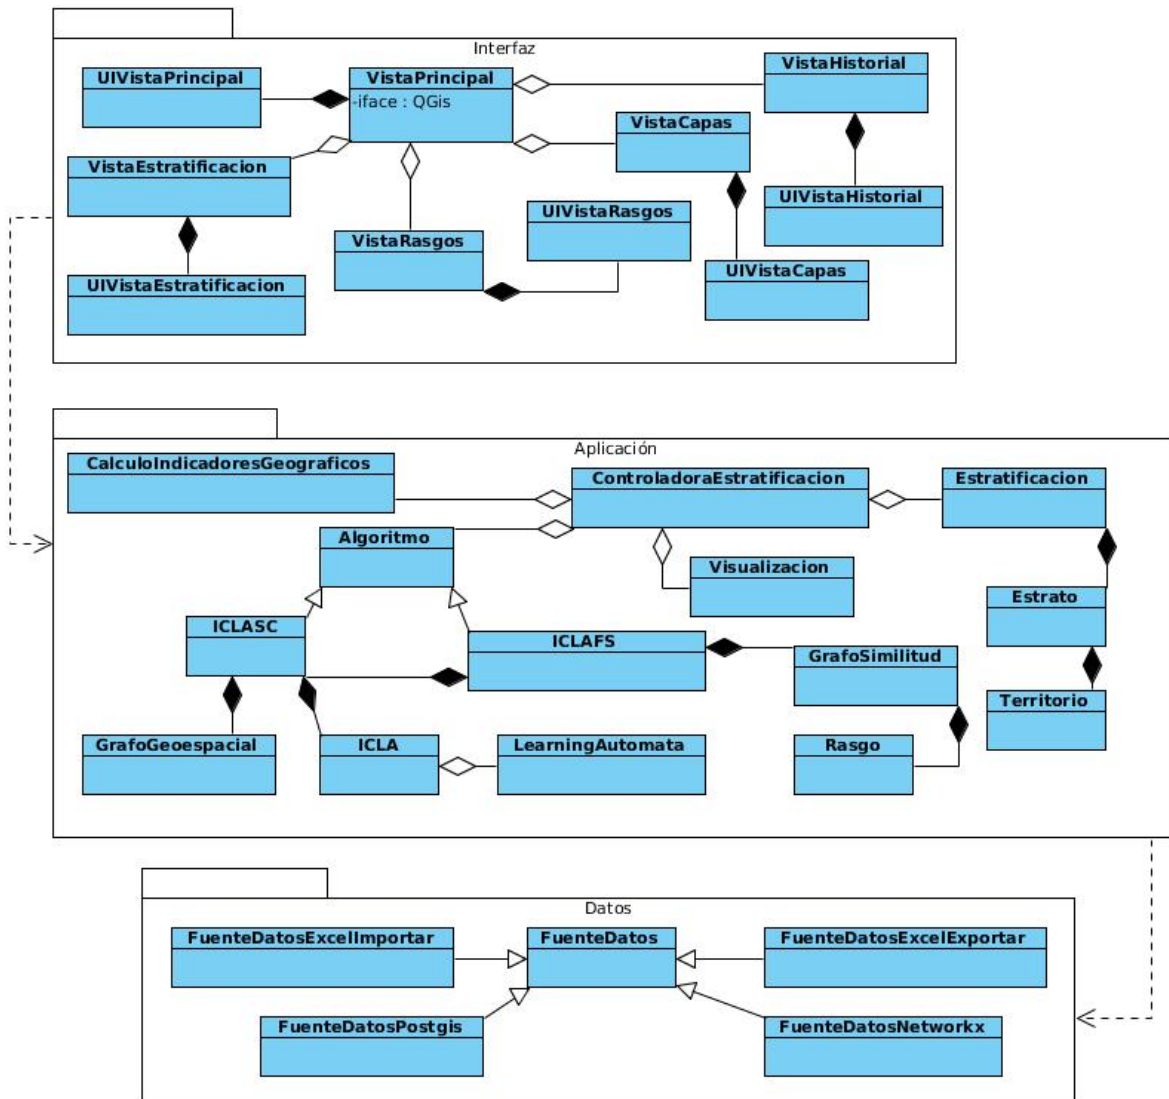 Interfaz
UIVistaPrincipal
VistaPrincipal
-iface : QGis
VistaHistorial
VistaCapas
VistaEstratificacion
UIVistaHistorial
UIVistaRasgos
VistaRasgos
UIVistaCapas
UIVistaEstratificacion
Aplicación
CalculoIndicadoresGeograficos
ControladoraEstratificacion
Estratificacion
Algoritmo
Visualizacion
Estrato
ICLASC
ICLAFS
GrafoSimilitud
Territorio
GrafoGeoespacial
ICLA
LearningAutomata
Rasgo
Datos
FuenteDatosExcelImportar
FuenteDatos
FuenteDatosExcelExportar
FuenteDatosPostgis
FuenteDatosNetworkx